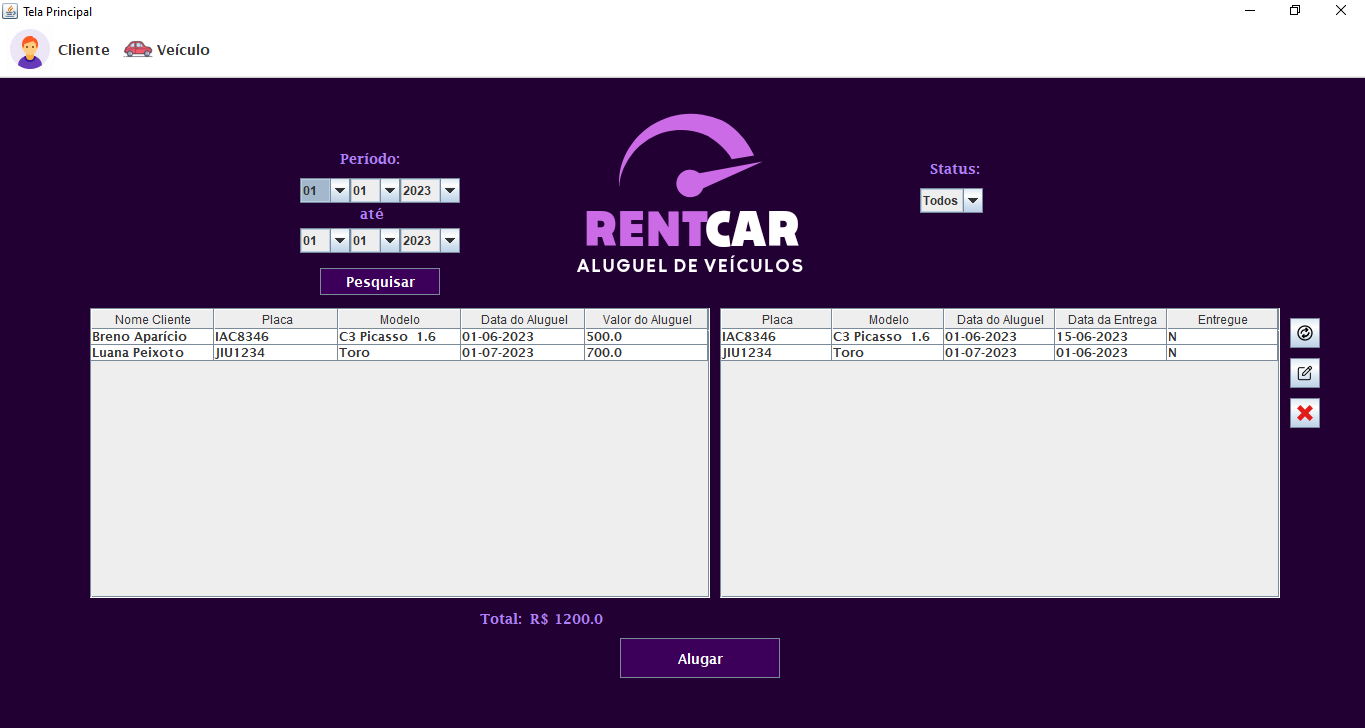 Tela Principal
Cliente Veículo
Período:
01 01 2023
até
01 01 2023
Pesquisar
RENTCAR
ALUGUEL DE VEÍCULOS
Status:
Todos
Nome Cliente Placa Modelo Data do Aluguel Valor do Aluguel
Breno Aparício IAC8346 C3 Picasso 1.6 01-06-2023 500.0
Luana Peixoto JIU1234 Toro 01-07-2023 700.0
Placa Modelo Data do Aluguel Data da Entrega Entregue
IAC8346 C3 Picasso 1.6 01-06-2023 15-06-2023 N
JIU1234 Toro 01-07-2023 01-06-2023 N
Total: R$ 1200.0
Alugar